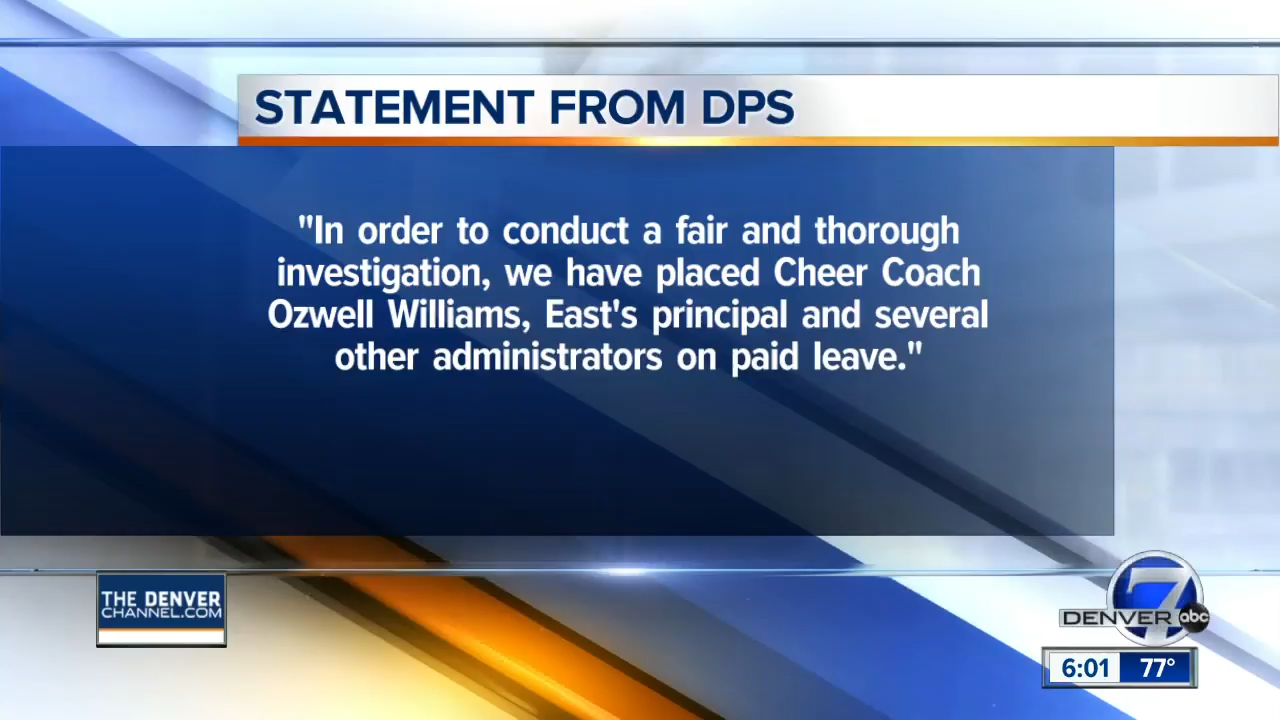 STATEMENT FROM DPS
"In order to conduct a fair and thorough
investigation, we have placed Cheer Coach
Ozwell Williams, East's principal and several
other administrators on paid leave."
THE DENVER
CHANNEL.COM
DENVER 7 abc
6:01 77°